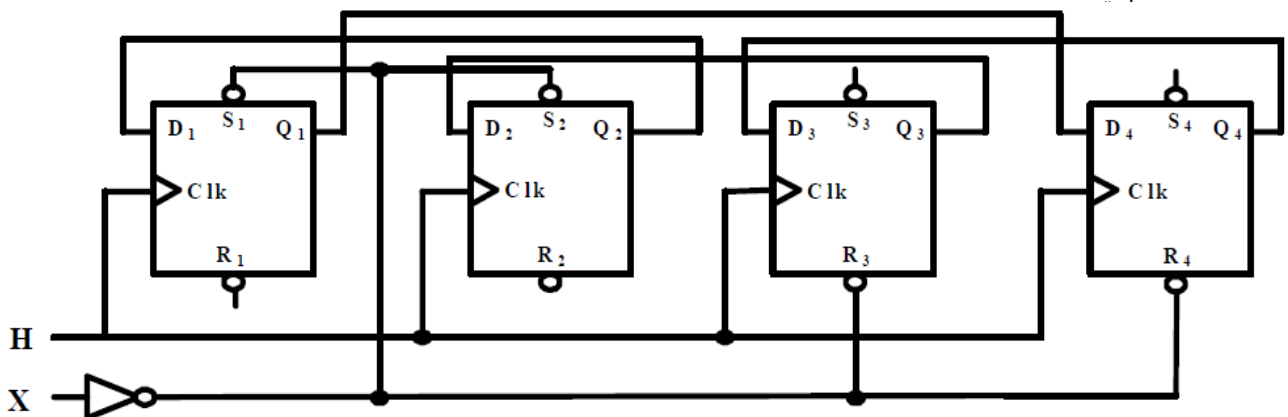 D1 S1 Q1
Clk
R1
D2 S2 Q2
Clk
R2
D3 S3 Q3
Clk
R3
D4 S4 Q4
Clk
R4
H
X